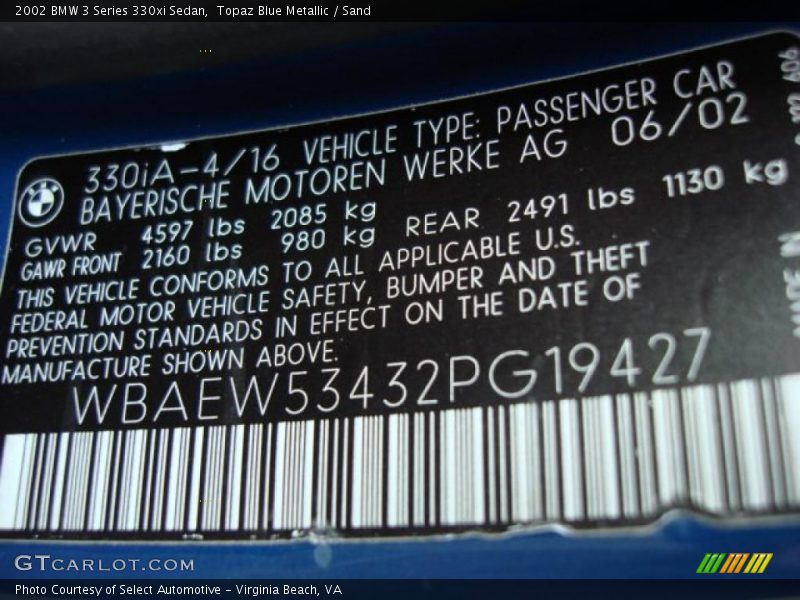 2002 BMW 3 Series 330xi Sedan,  Topaz Blue Metallic / Sand
330iA-4/16 VEHICLE TYPE: PASSENGER CAR
BAYERISCHE MOTOREN WERKE AG 06/02
GVWR 4597 lbs 2085 kg
GAWR FRONT 2160 lbs 980 kg REAR 2491 lbs 1130 kg
THIS VEHICLE CONFORMS TO ALL APPLICABLE U.S.
FEDERAL MOTOR VEHICLE SAFETY, BUMPER AND THEFT
PREVENTION STANDARDS IN EFFECT ON THE DATE OF
MANUFACTURE SHOWN ABOVE.
WBAEW53432PG19427
MADE IN
BMW
GTCARLOT.COM
Photo Courtesy of Select Automotive - Virginia Beach, VA